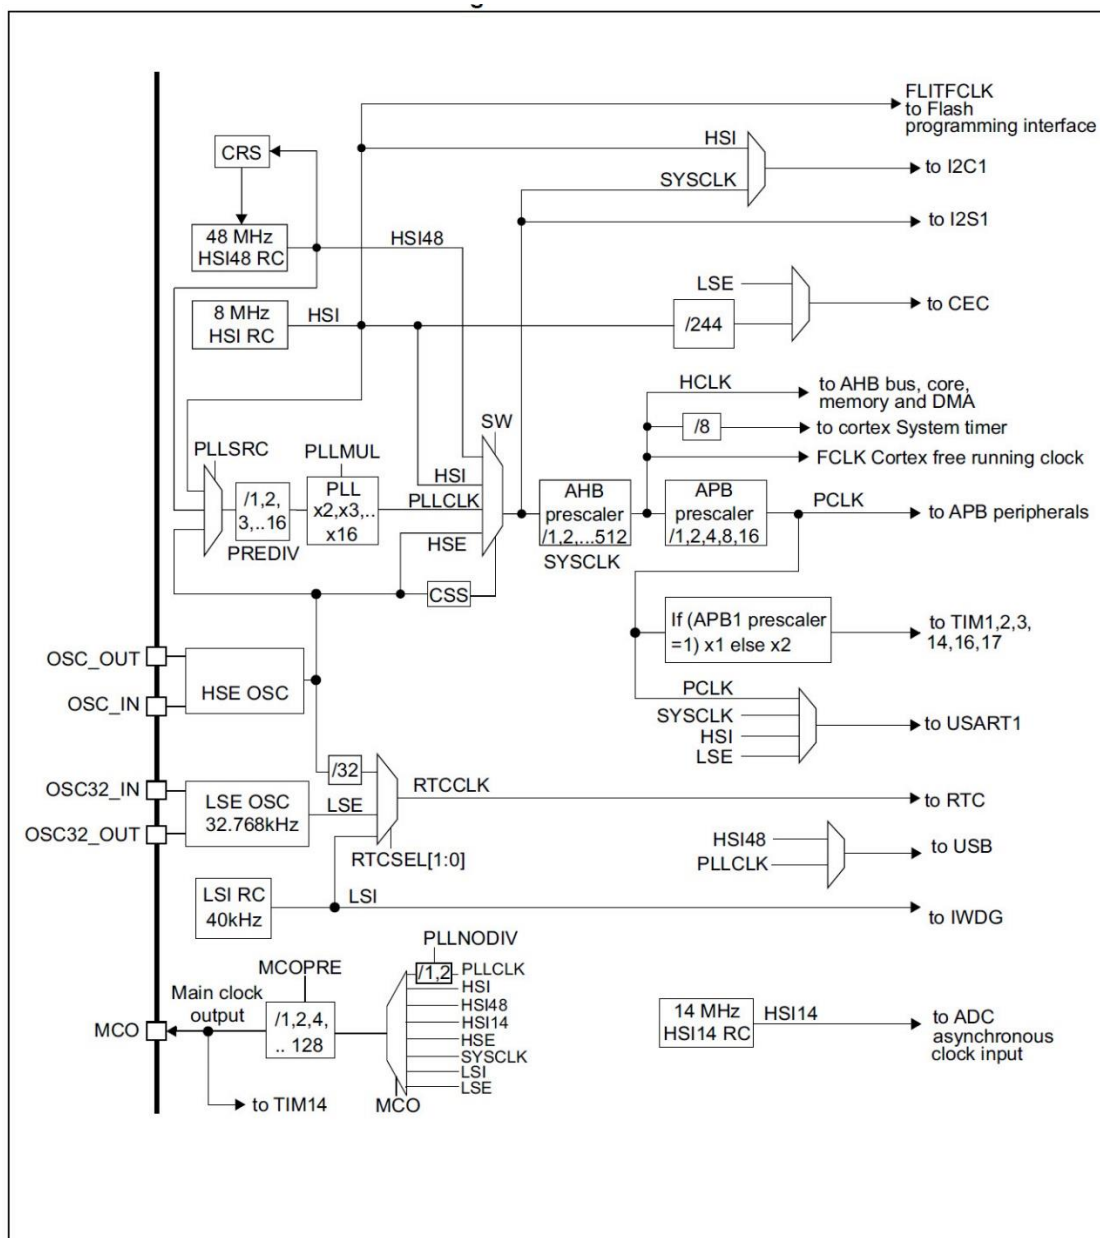 FLITFCLK
to Flash
programming interface
CRS
HSI
SYSCLK
to I2C1
48 MHz
HSI48 RC
HSI48
to I2S1
8 MHz
HSI RC
HSI
LSE
/244
to CEC
HCLK
to AHB bus, core,
memory and DMA
/8
to cortex System timer
FCLK Cortex free running clock
SW
PLLSRC
PLLMUL
/1,2,
3,..16
PREDIV
PLL
x2,x3,..
x16
HSI
PLLCLK
HSE
CSS
AHB
prescaler
/1,2,...512
SYSCLK
APB
prescaler
/1,2,4,8,16
PCLK
to APB peripherals
If (APB1 prescaler
=1) x1 else x2
to TIM1,2,3,
14,16,17
OSC_OUT
OSC_IN
HSE OSC
PCLK
SYSCLK
HSI
LSE
to USART1
OSC32_IN
OSC32_OUT
LSE OSC
32.768kHz
/32
LSE
RTCCLK
to RTC
RTCSEL[1:0]
HSI48
PLLCLK
to USB
LSI RC
40kHz
LSI
to IWDG
PLLNODIV
/1,2
PLLCLK
HSI
HSI48
HSI14
HSE
SYSCLK
LSI
LSE
MCO
MCOPRE
/1,2,4,
.. 128
Main clock
output
MCO
to TIM14
14 MHz
HSI14 RC
HSI14
to ADC
asynchronous
clock input